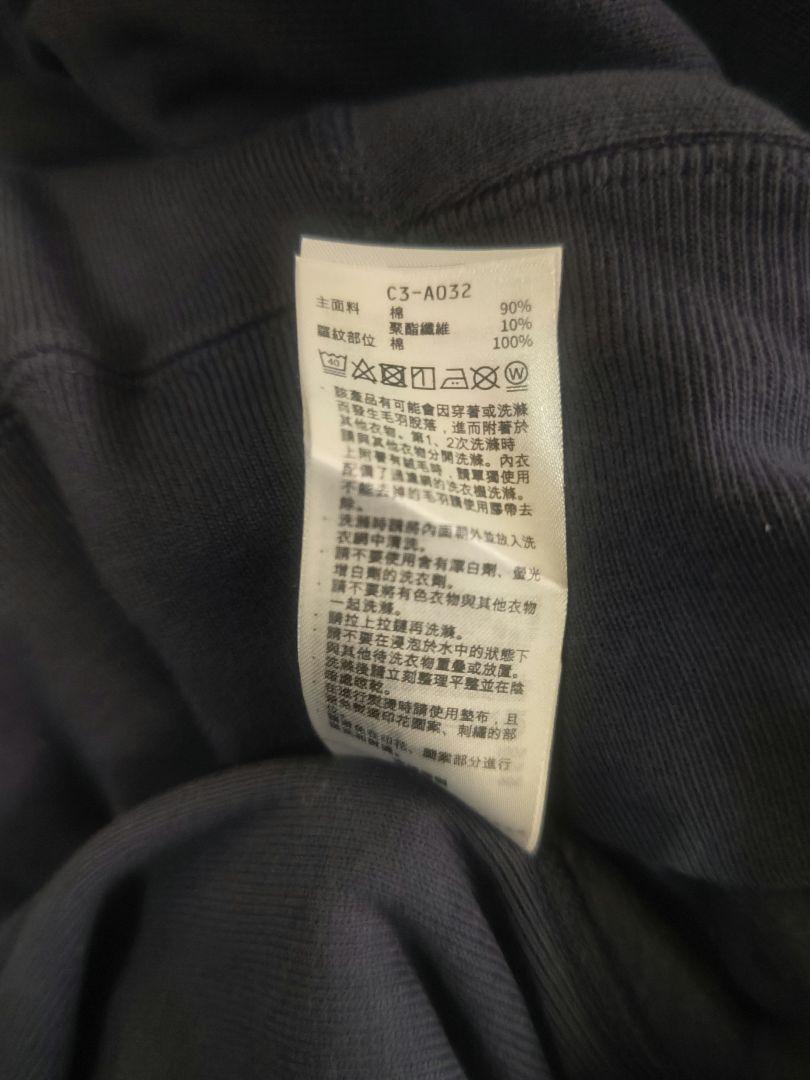 C3-A032
主面料 棉 90%
聚酯纖維 10%
羅紋部位 棉 100%
40 W
· 該產品有可能會因穿著或洗滌
而發生毛羽脫落，進而附著於
其他衣物。第1、2次洗滌時
請與其他衣物分開洗滌。內衣
上附著有絨毛時，請單獨使用
配備了過濾網的洗衣機洗滌。
不能去掉的毛羽請使用膠帶去
除。
· 洗滌時請將內面朝外並放入洗
衣網中清洗。
· 請不要使用含有漂白劑、螢光
增白劑的洗衣劑。
· 請不要將有色衣物與其他衣物
一起洗滌。
· 請拉上拉鏈再洗滌。
· 請不要在浸泡於水中的狀態下
與其他待洗衣物重疊或放置。
· 洗滌後請立刻整理平整並在陰
暗處晾乾。
· 在進行熨燙時請使用墊布，且
避免熨燙印花圖案、刺繡的部
位。
圖案部分進行